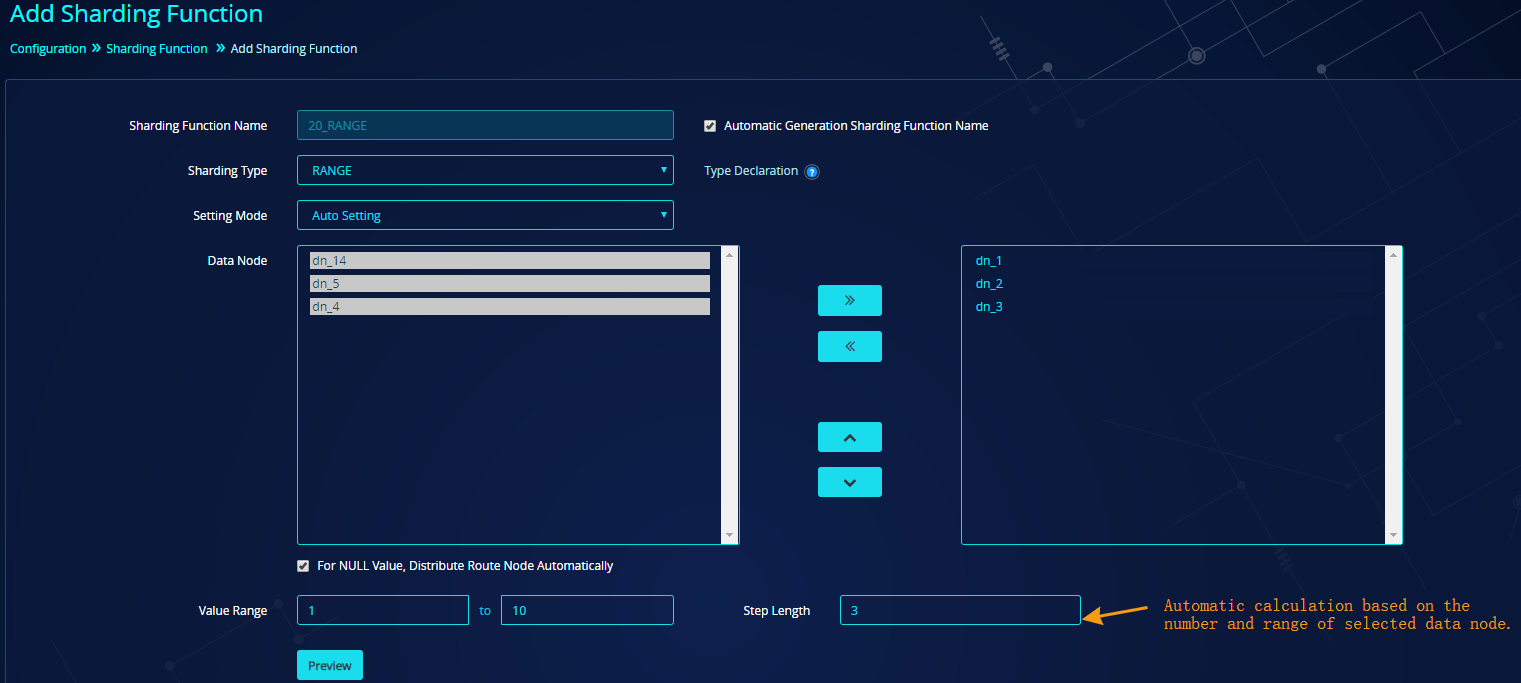 Add Sharding Function
Configuration » Sharding Function » Add Sharding Function
Sharding Function Name 20_RANGE Automatic Generation Sharding Function Name
Sharding Type RANGE Type Declaration ?
Setting Mode Auto Setting
Data Node dn_14 dn_1
dn_5 dn_2
dn_4 dn_3
For NULL Value, Distribute Route Node Automatically
Value Range 1 to 10 Step Length 3
Automatic calculation based on the
number and range of selected data node.
Preview